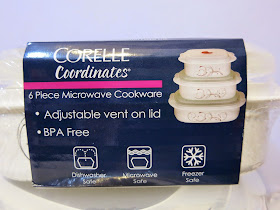 CORELLE
Coordinates®
6 Piece Microwave Cookware
• Adjustable vent on lid
• BPA Free
Dishwasher Safe
Microwave Safe
Freezer Safe